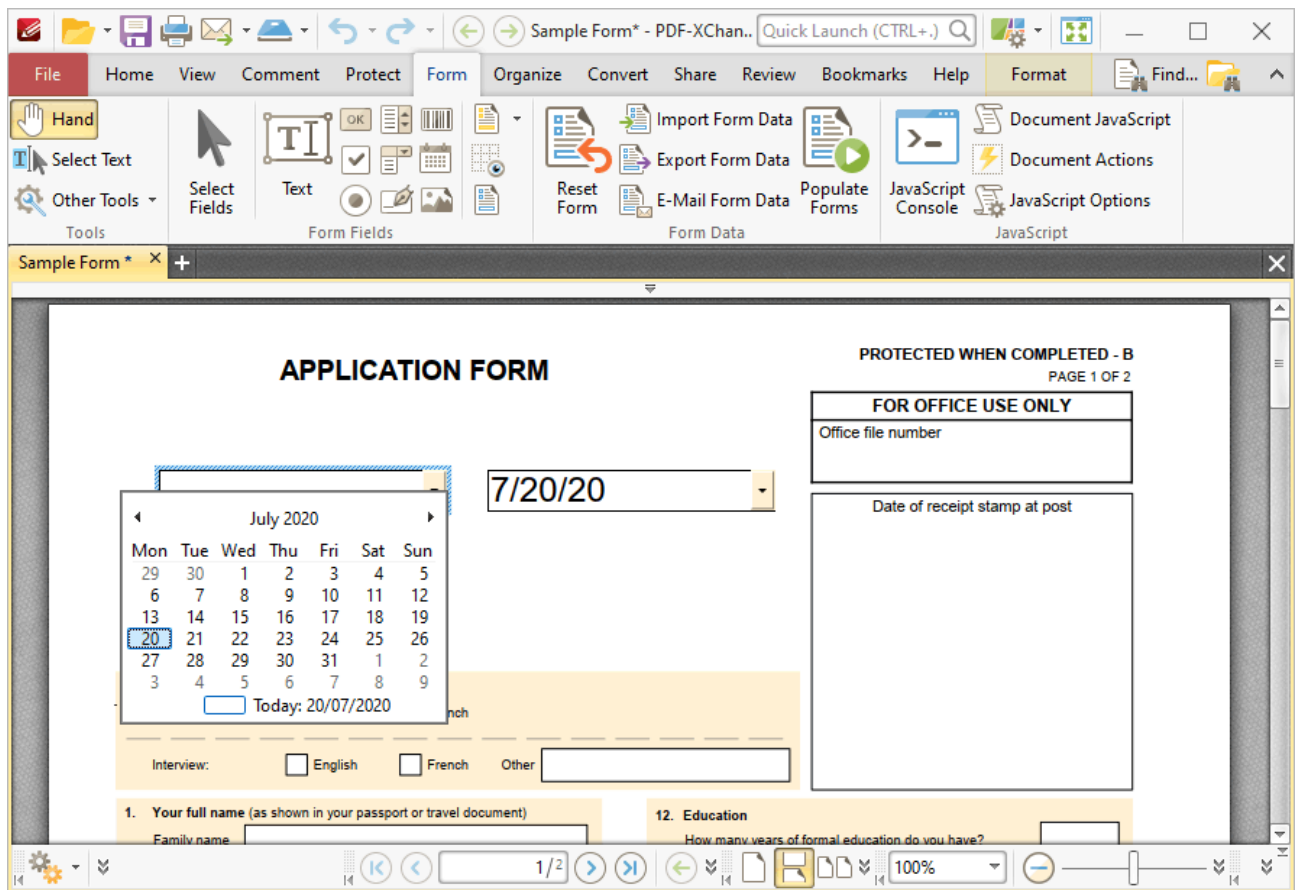 Sample Form* - PDF-XChan.. Quick Launch (CTRL+.)
File Home View Comment Protect Form Organize Convert Share Review Bookmarks Help Format Find...
Hand
Select Text
Other Tools
Tools
Select Fields
Text
OK
Form Fields
Reset Form
Import Form Data
Export Form Data
E-Mail Form Data
Populate Forms
Form Data
JavaScript Console
Document JavaScript
Document Actions
JavaScript Options
JavaScript
Sample Form *
APPLICATION FORM
PROTECTED WHEN COMPLETED - B
PAGE 1 OF 2
FOR OFFICE USE ONLY
Office file number
7/20/20
Date of receipt stamp at post
July 2020
Mon Tue Wed Thu Fri Sat Sun
29 30 1 2 3 4 5
6 7 8 9 10 11 12
13 14 15 16 17 18 19
20 21 22 23 24 25 26
27 28 29 30 31 1 2
3 4 5 6 7 8 9
Today: 20/07/2020
nch
Interview: English French Other
1. Your full name (as shown in your passport or travel document)
Family name
12. Education
How many years of formal education do you have?
1/2
100%